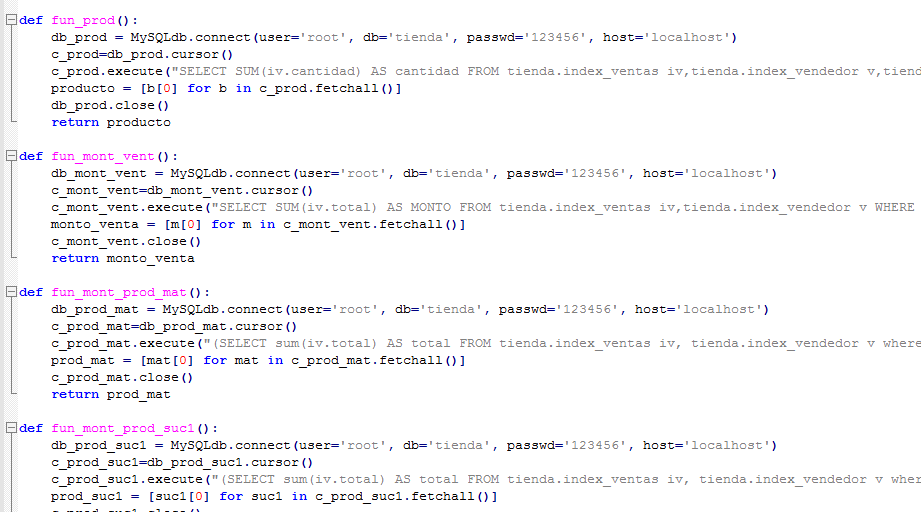 def fun_prod():
db_prod = MySQLdb.connect(user='root', db='tienda', passwd='123456', host='localhost')
c_prod=db_prod.cursor()
c_prod.execute("SELECT SUM(iv.cantidad) AS cantidad FROM tienda.index_ventas iv,tienda.index_vendedor v,tiend
producto = [b[0] for b in c_prod.fetchall()]
db_prod.close()
return producto
def fun_mont_vent():
db_mont_vent = MySQLdb.connect(user='root', db='tienda', passwd='123456', host='localhost')
c_mont_vent=db_mont_vent.cursor()
c_mont_vent.execute("SELECT SUM(iv.total) AS MONTO FROM tienda.index_ventas iv,tienda.index_vendedor v WHERE
monto_venta = [m[0] for m in c_mont_vent.fetchall()]
c_mont_vent.close()
return monto_venta
def fun_mont_prod_mat():
db_prod_mat = MySQLdb.connect(user='root', db='tienda', passwd='123456', host='localhost')
c_prod_mat=db_prod_mat.cursor()
c_prod_mat.execute("(SELECT sum(iv.total) AS total FROM tienda.index_ventas iv, tienda.index_vendedor v where
prod_mat = [mat[0] for mat in c_prod_mat.fetchall()]
c_prod_mat.close()
return prod_mat
def fun_mont_prod_suc1():
db_prod_suc1 = MySQLdb.connect(user='root', db='tienda', passwd='123456', host='localhost')
c_prod_suc1=db_prod_suc1.cursor()
c_prod_suc1.execute("(SELECT sum(iv.total) AS total FROM tienda.index_ventas iv, tienda.index_vendedor v wher
prod_suc1 = [suc1[0] for suc1 in c_prod_suc1.fetchall()]